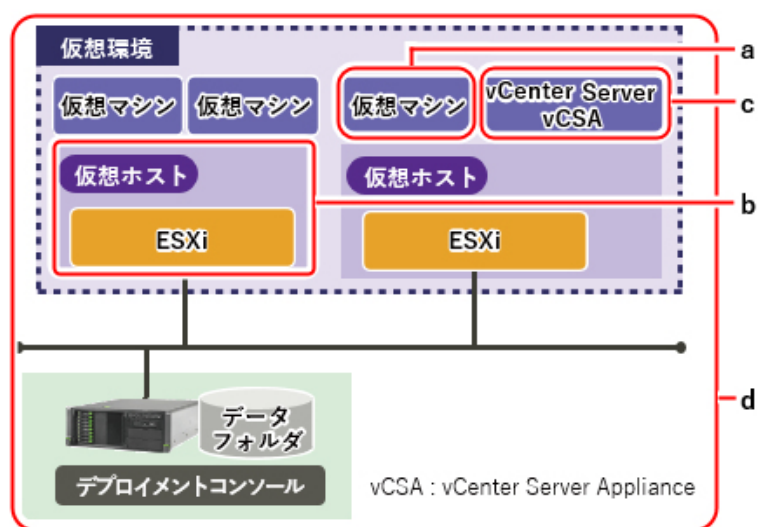 仮想環境
a
仮想マシン 仮想マシン 仮想マシン vCenter Server
vCSA
c
仮想ホスト 仮想ホスト
b
ESXi ESXi
d
データ
フォルダ
デプロイメントコンソール
vCSA : vCenter Server Appliance